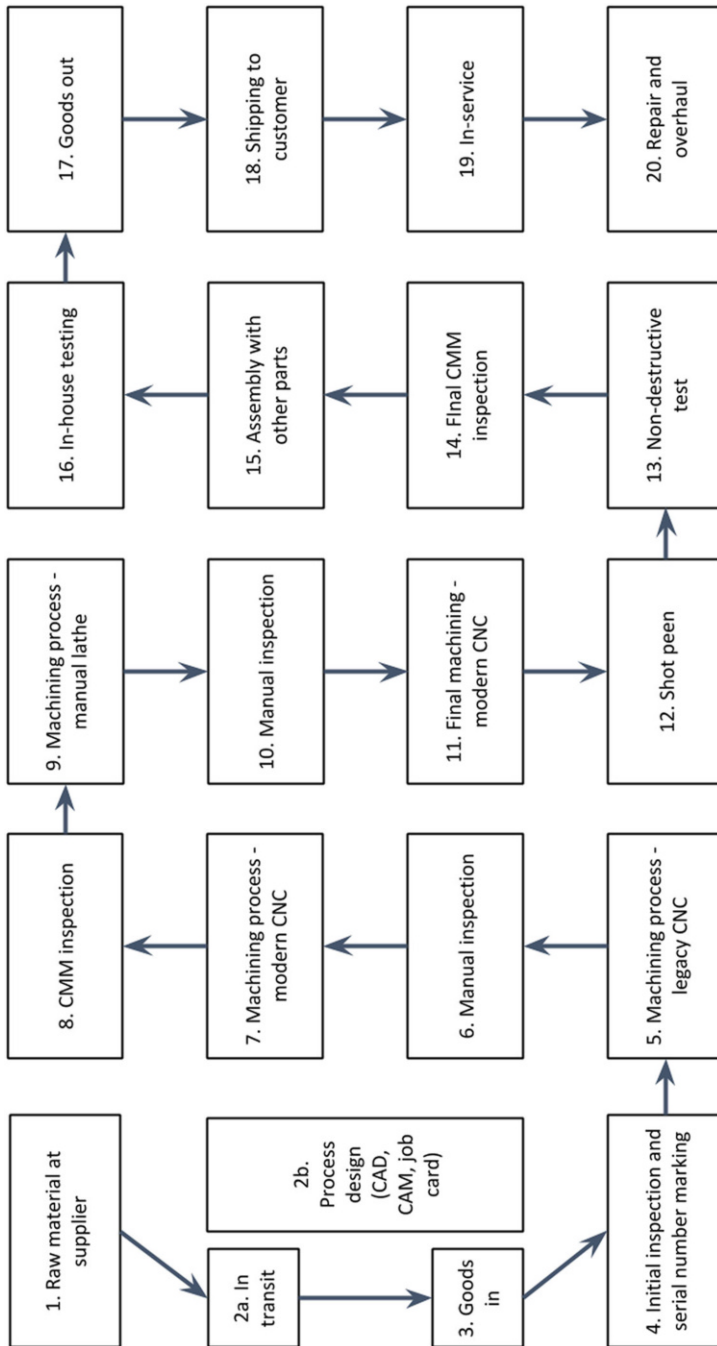 1. Raw material at
supplier
2a. In
transit
2b.
Process
design
(CAD,
CAM, job
card)
3. Goods
in
4. Initial inspection and
serial number marking
5. Machining process -
legacy CNC
6. Manual inspection
7. Machining process -
modern CNC
8. CMM inspection
9. Machining process -
manual lathe
10. Manual inspection
11. Final machining -
modern CNC
12. Shot peen
13. Non-destructive
test
14. FInal CMM
inspection
15. Assembly with
other parts
16. In-house testing
17. Goods out
18. Shipping to
customer
19. In-service
20. Repair and
overhaul